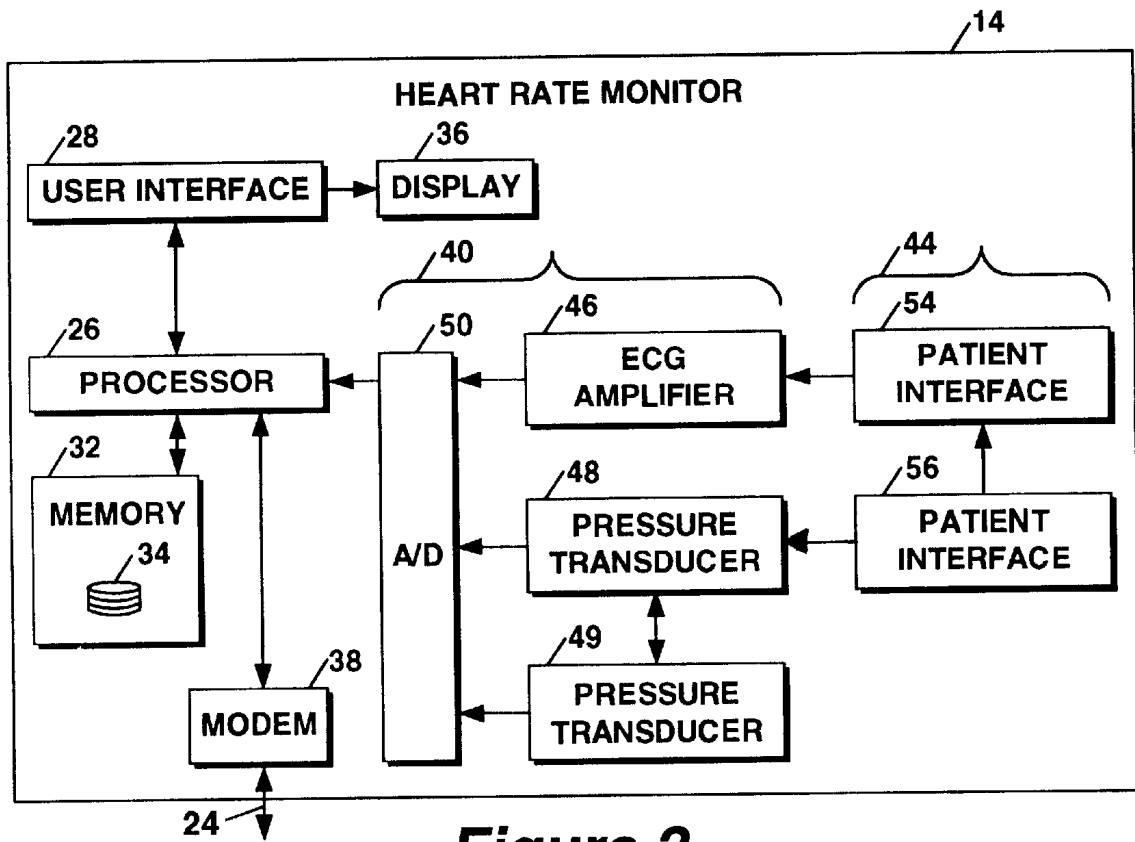 14
HEART RATE MONITOR
28
USER INTERFACE
36
DISPLAY
40
44
26
PROCESSOR
50
A/D
46
ECG
AMPLIFIER
54
PATIENT
INTERFACE
32
MEMORY
34
48
PRESSURE
TRANSDUCER
56
PATIENT
INTERFACE
49
PRESSURE
TRANSDUCER
38
MODEM
24
Figure